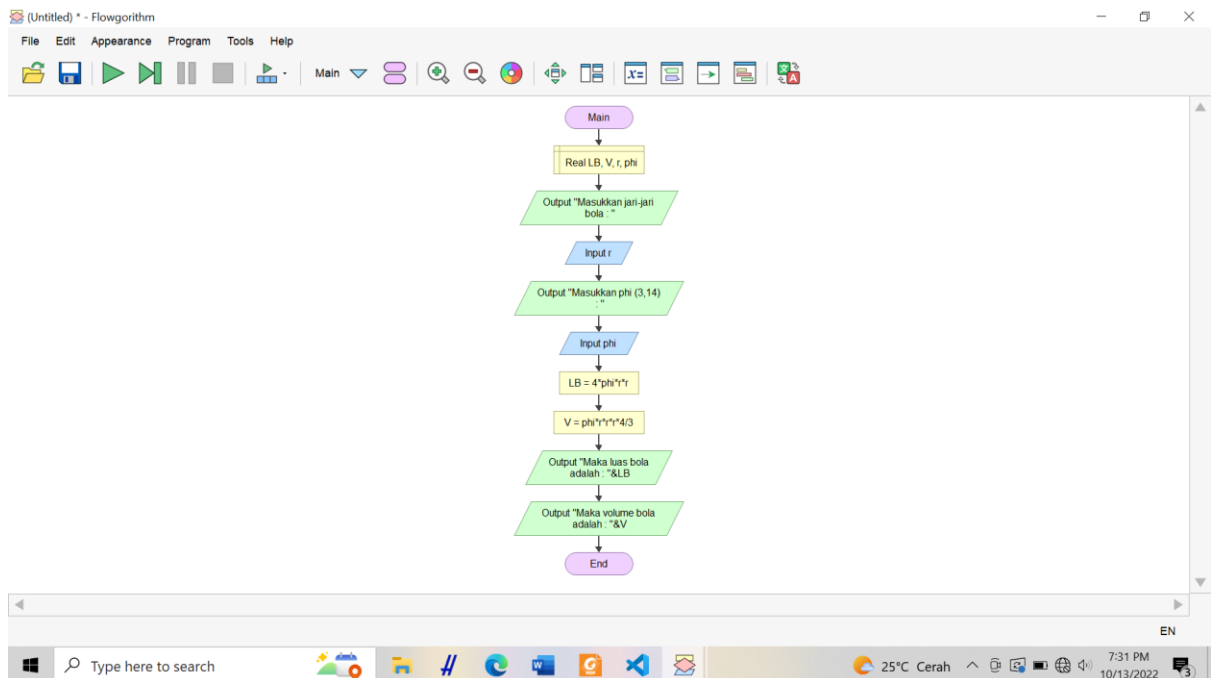 (Untitled) * - Flowgorithm
File Edit Appearance Program Tools Help
Main
x=
Main
Real LB, V, r, phi
Output "Masukkan jari-jari
bola : "
Input r
Output "Masukkan phi (3,14)
: "
Input phi
LB = 4*phi*r*r
V = phi*r*r*r*4/3
Output "Maka luas bola
adalah : "&LB
Output "Maka volume bola
adalah : "&V
End
EN
Type here to search
25°C Cerah
7:31 PM
10/13/2022
3